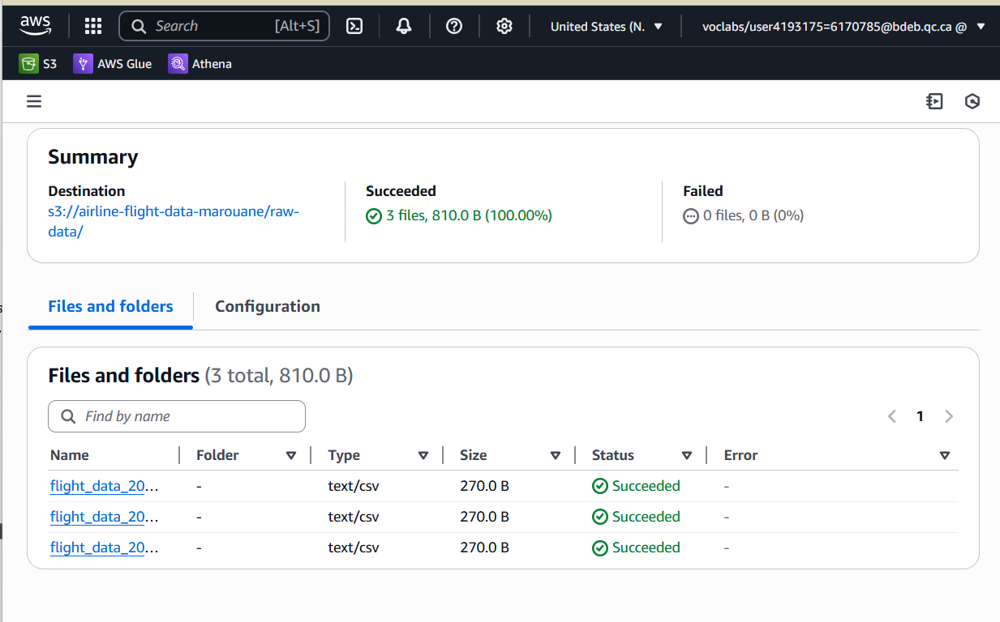 aws
Search [Alt+S]
United States (N. voclabs/user4193175=6170785@bdeb.qc.ca @
S3 AWS Glue Athena
Summary
Destination
s3://airline-flight-data-marouane/raw-
data/
Succeeded
3 files, 810.0 B (100.00%)
Failed
0 files, 0 B (0%)
Files and folders Configuration
Files and folders (3 total, 810.0 B)
Find by name
1
Name Folder Type Size Status Error
flight_data_20... - text/csv 270.0 B Succeeded -
flight_data_20... - text/csv 270.0 B Succeeded -
flight_data_20... - text/csv 270.0 B Succeeded -